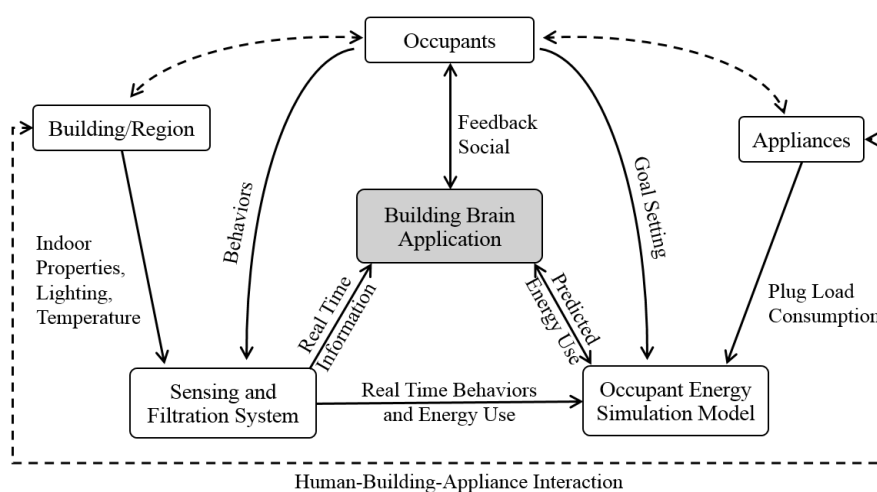 Occupants
Building/Region
Feedback
Social
Appliances
Behaviors
Goal Setting
Building Brain
Application
Indoor
Properties,
Lighting,
Temperature
Real Time
Information
Predicted
Energy Use
Plug Load
Consumption
Sensing and
Filtration System
Real Time Behaviors
and Energy Use
Occupant Energy
Simulation Model
Human-Building-Appliance Interaction